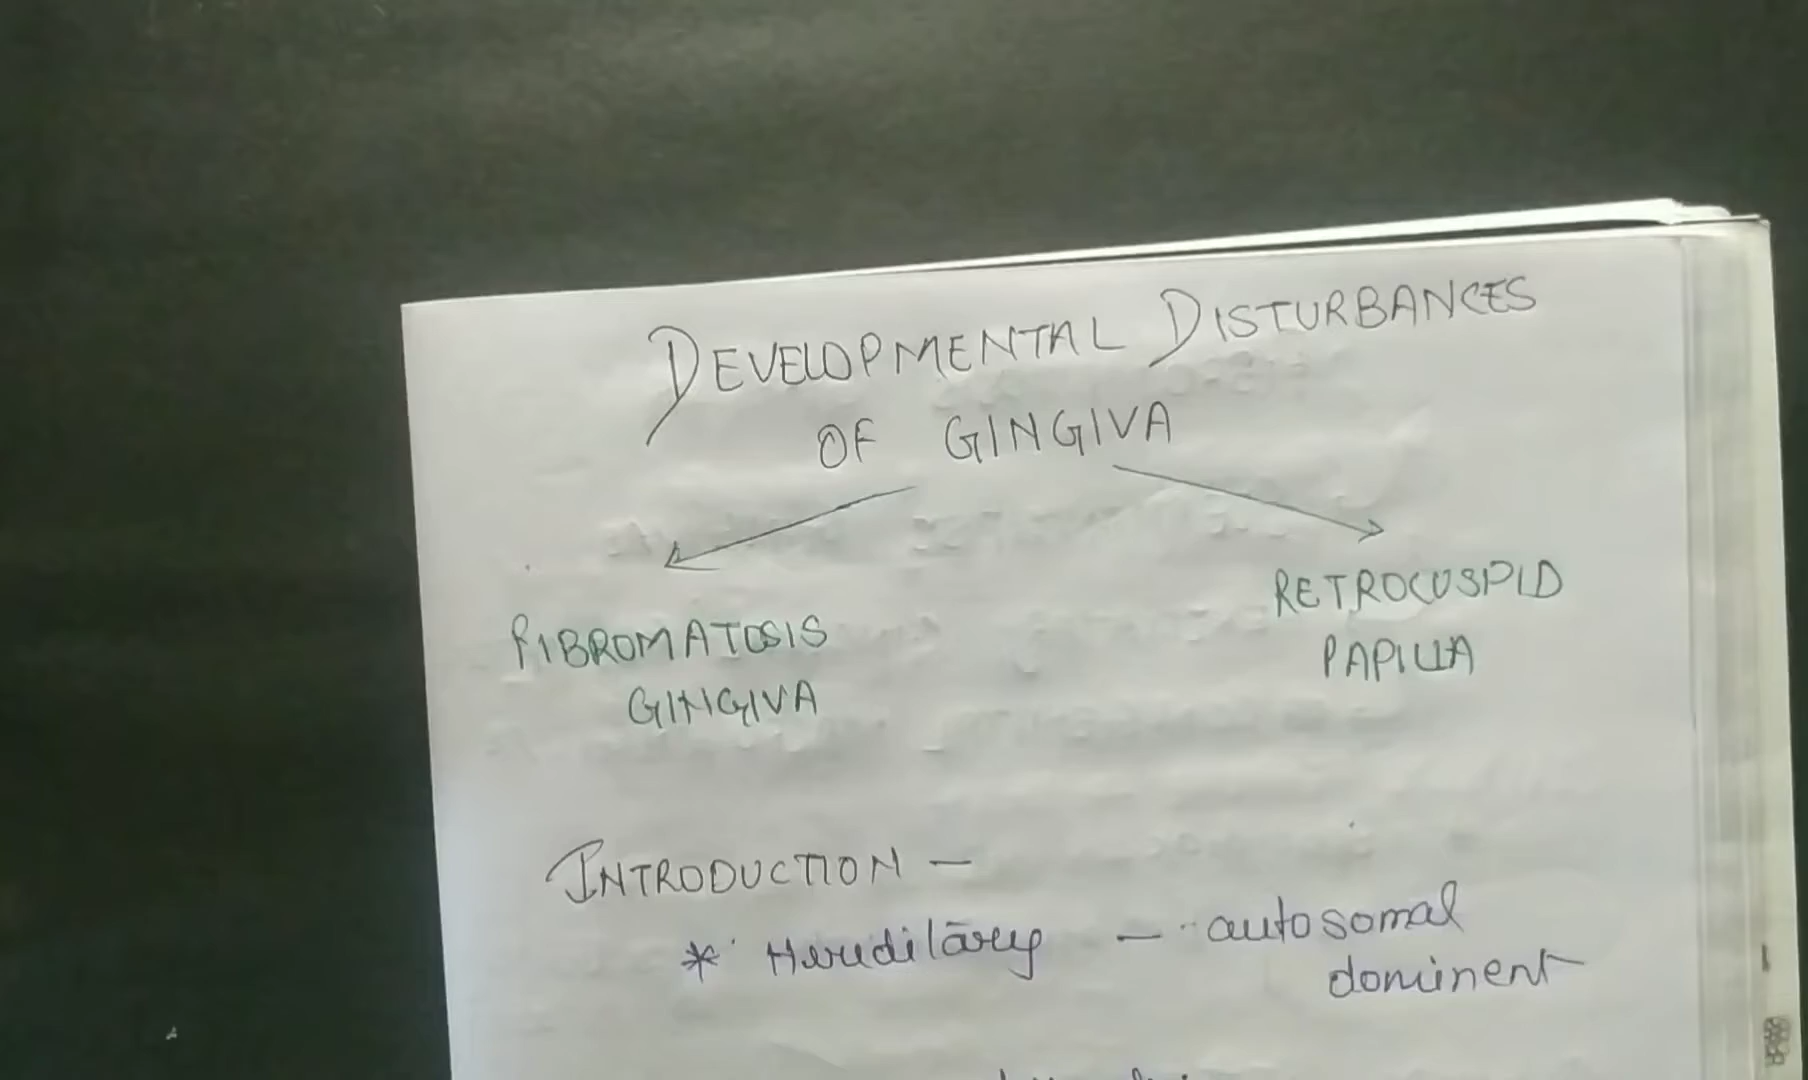 DEVELOPMENTAL DISTURBANCES
OF GINGIVA
FIBROMATOSIS
GINGIVA
RETROCUSPID
PAPILLA
INTRODUCTION —
* Hereditary — autosomal
dominent